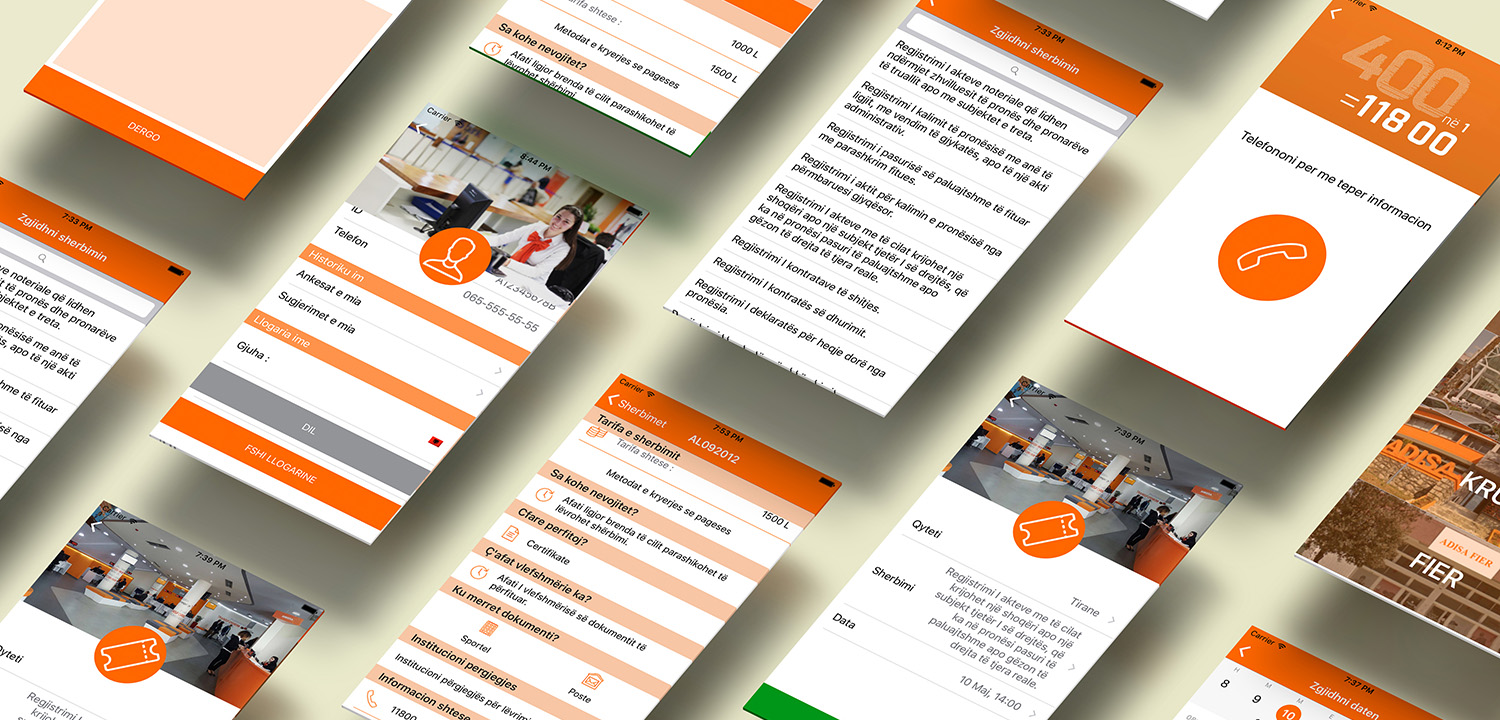 DERGO
Tarifa shtese :
1000 L
Metodat e kryerjes se pageses
1500 L
Sa kohe nevojitet?
Afati ligjor brenda të cilit parashikohet të
lëvrohet shërbimi.
7:33 PM
Zgjidhni sherbimin
Regjistrimi I akteve noteriale që lidhen
ndërmjet zhvilluesit të pronës dhe pronarëve
të truallit apo me subjektet e treta.
Regjistrimi I kalimit të pronësisë me anë të
ligjit, me vendim të gjykatës, apo të një akti
administrativ.
Regjistrimi i pasurisë së paluajtshme të fituar
me parashkrim fitues.
Regjistrimi i aktit për kalimin e pronësisë nga
përmbaruesi gjyqësor.
Regjistrimi I akteve me të cilat krijohet një
shoqëri apo një subjekt tjetër I së drejtës, që
ka në pronësi pasuri të paluajtshme apo
gëzon të drejta të tjera reale.
Regjistrimi I kontratave të shitjes.
Regjistrimi I kontratës së dhurimit.
Regjistrimi I deklaratës për heqje dorë nga
pronësia.
Carrier
8:12 PM
400
në 1
=118 00
Telefononi per me teper informacion
7:33 PM
Zgjidhni sherbimin
noteriale që lidhen
të pronës dhe pronarëve
subjektet e treta.
pronësisë me anë të
gjykatës, apo të një akti
të fituar
nga
Carrier
6:44 PM
ID
A12345678B
Telefon
065-555-55-55
Historiku im
Ankesat e mia
Sugjerimet e mia
Llogaria ime
Gjuha :
DIL
FSHI LLOGARINE
Carrier
7:53 PM
Sherbimet
AL092012
Tarifa e sherbimit
Tarifa shtese :
Metodat e kryerjes se pageses
1500 L
Sa kohe nevojitet?
Afati ligjor brenda të cilit parashikohet të
lëvrohet shërbimi.
Cfare perfitoj?
Certifikate
Ç'afat vlefshmërie ka?
Afati I vlefshmërisë së dokumentit të
përfituar.
Ku merret dokumenti?
Sportel
Poste
Institucioni pergjegjes
Institucioni përgjegjës për lëvrimi
Informacion shtese
11800
Carrier
7:39 PM
Qyteti
Tirane
Sherbimi
Regjistrimi I akteve me të cilat
krijohet një shoqëri apo një
subjekt tjetër I së drejtës, që
ka në pronësi pasuri të
paluajtshme apo gëzon të
drejta të tjera reale.
Data
10 Maj, 14:00
ADISA
ADISA FIER
FIER
Carrier
7:39 PM
Tirane
Regjistrimi I
Carrier
7:37 PM
Zgjidhni daten
H
M
8
9
10